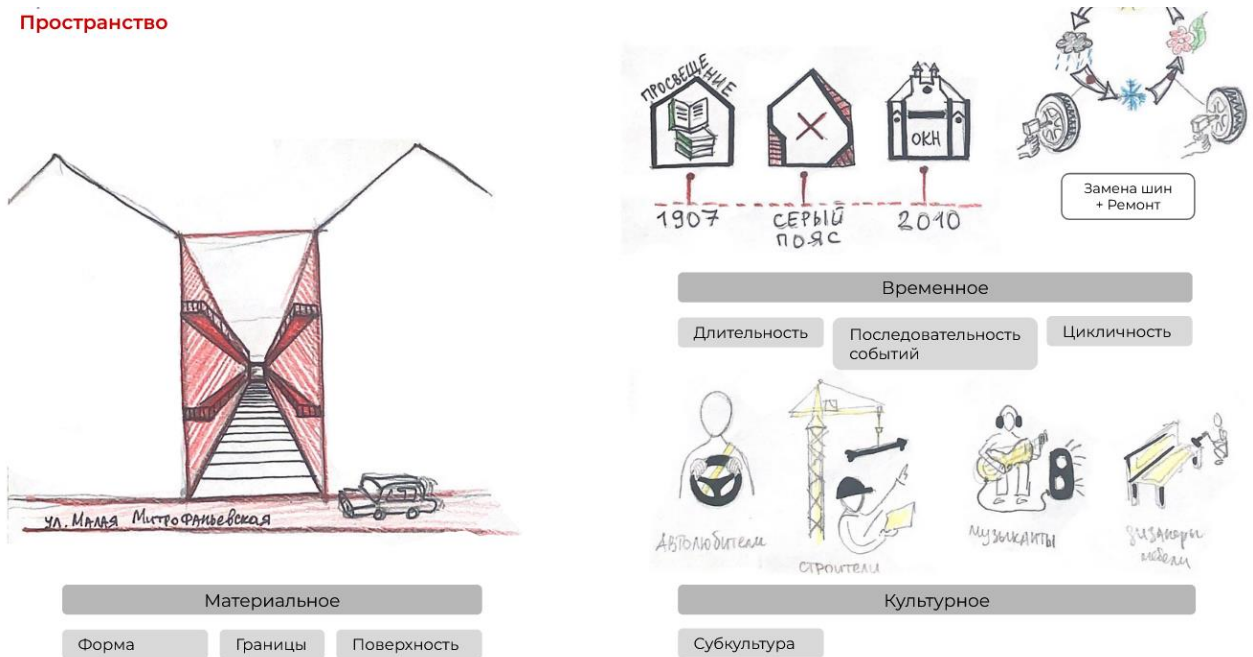 Пространство
ул. Малая Митрофаньевская
Материальное
Форма
Границы
Поверхность
ПРОСВЕЩЕНИЕ
ОКН
1907
СЕРЫЙ
ПОЯС
2010
Замена шин
+ Ремонт
Временное
Длительность
Последовательность
событий
Цикличность
АВТОЛЮБИТЕЛИ
СТРОИТЕЛИ
МУЗЫКАНТЫ
ДИЗАЙНЕРЫ
мебели
Культурное
Субкультура